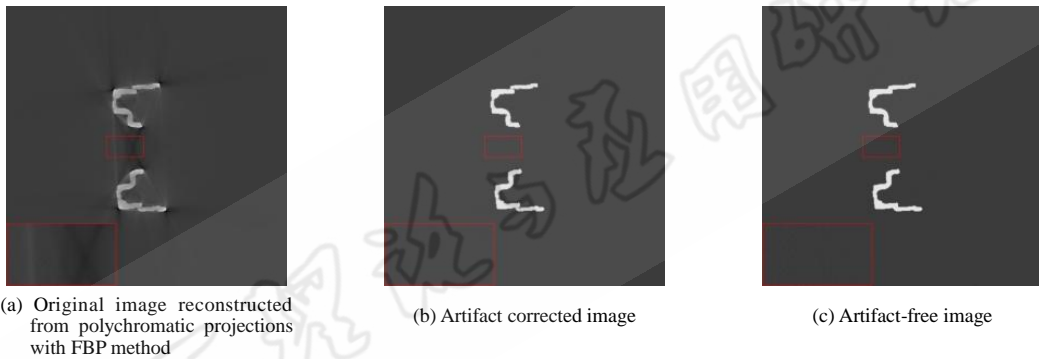 (a) Original image reconstructed
from polychromatic projections
with FBP method
(b) Artifact corrected image
(c) Artifact-free image